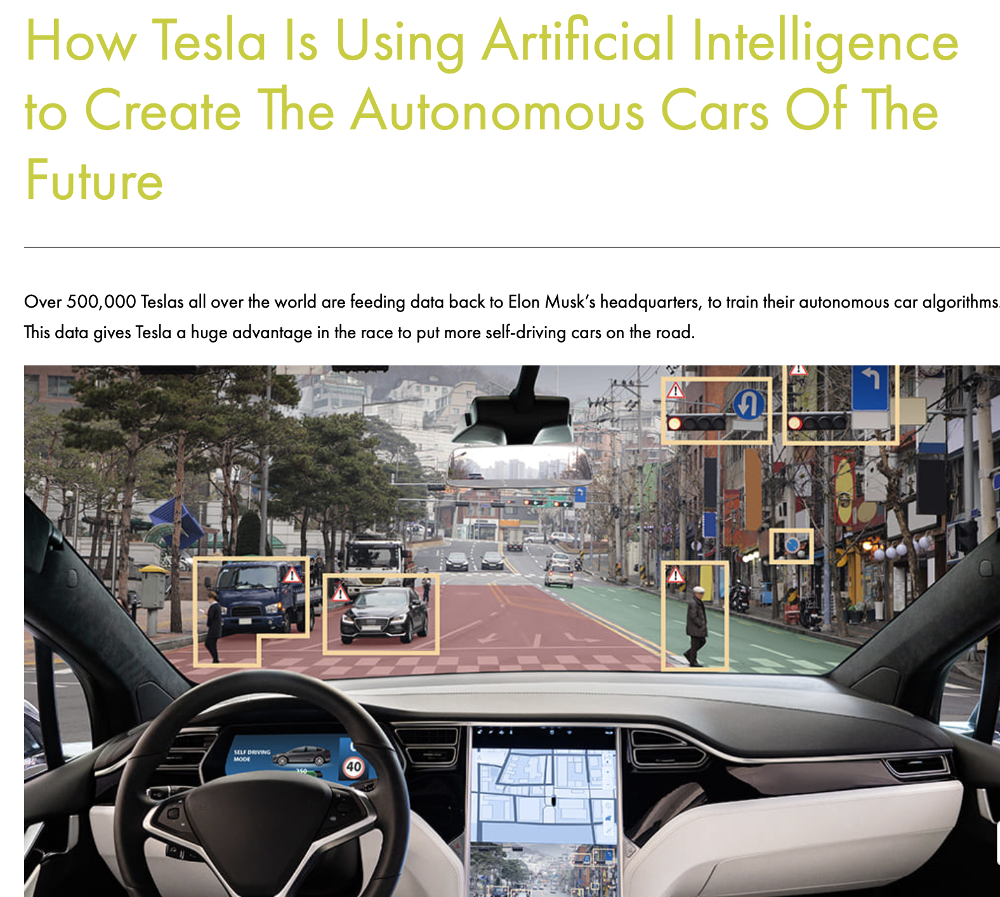 How Tesla Is Using Artificial Intelligence
to Create The Autonomous Cars Of The
Future
Over 500,000 Teslas all over the world are feeding data back to Elon Musk’s headquarters, to train their autonomous car algorithms.
This data gives Tesla a huge advantage in the race to put more self-driving cars on the road.
SELF DRIVING
MODE
40